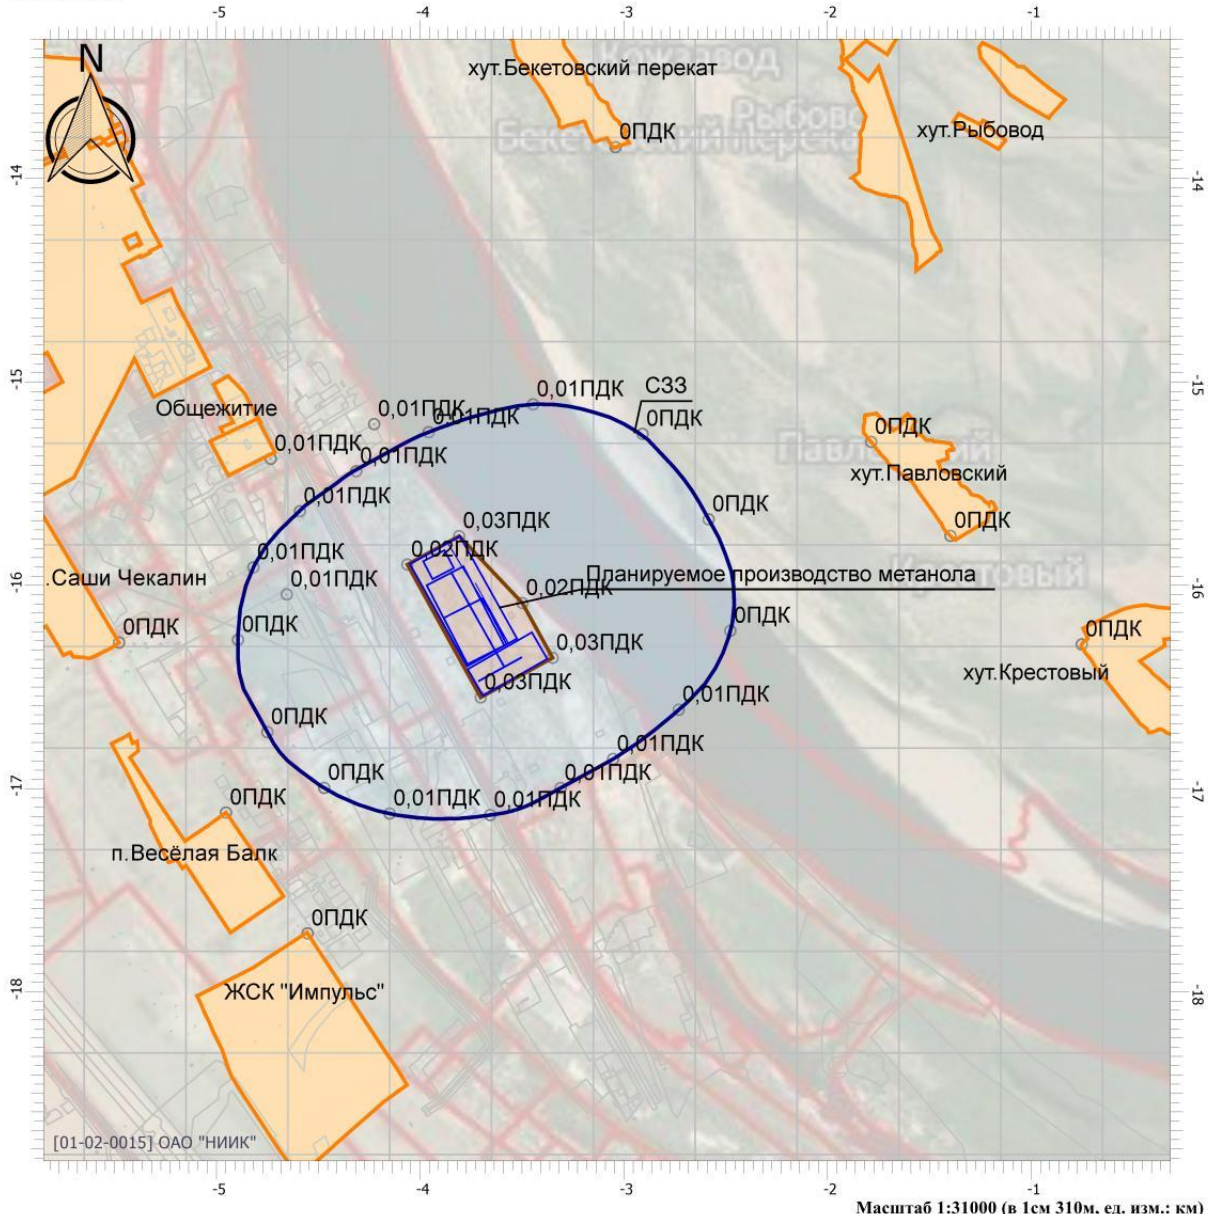 -5 -4 -3 -2 -1
N
Кожзавод
хут.Бекетовский перекат
0ПДК
хут.Рыбовод
-14 -14
-15 -15
0,01ПДК
СЗЗ
0ПДК
Общежитие
0,01ПДК
0,01ПДК
0,01ПДК
0,01ПДК
0,01ПДК
0ПДК
хут.Павловский
0ПДК
0ПДК
0,03ПДК
0,01ПДК
0,02ПДК
.Саши Чекалин
0,01ПДК
0,02ПДК
Планируемое производство метанола
-16 -16
0ПДК
0ПДК
0ПДК
0ПДК
0,03ПДК
хут.Крестовый
0,03ПДК
0,01ПДК
0ПДК
0,01ПДК
0ПДК
0,01ПДК
-17 -17
0ПДК
0,01ПДК
0,01ПДК
п.Весёлая Балк
0ПДК
ЖСК "Импульс"
-18 -18
[01-02-0015] ОАО "НИИК"
-5 -4 -3 -2 -1
Масштаб 1:31000 (в 1см 310м, ед. изм.: км)